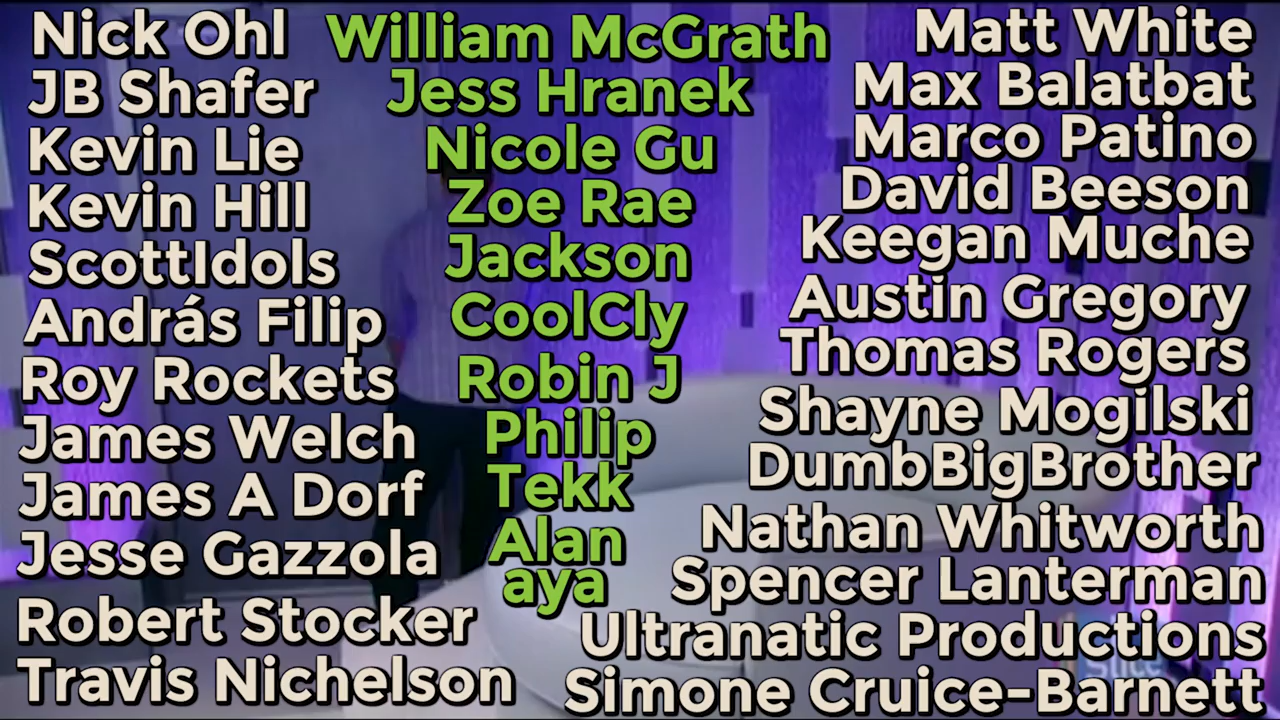 Nick Ohl
JB Shafer
Kevin Lie
Kevin Hill
ScottIdols
András Filip
Roy Rockets
James Welch
James A Dorf
Jesse Gazzola
Robert Stocker
Travis Nichelson
William McGrath
Jess Hranek
Nicole Gu
Zoe Rae
Jackson
CoolCly
Robin J
Philip
Tekk
Alan
aya
Matt White
Max Balatbat
Marco Patino
David Beeson
Keegan Muche
Austin Gregory
Thomas Rogers
Shayne Mogilski
DumbBigBrother
Nathan Whitworth
Spencer Lanterman
Ultranatic Productions
Simone Cruice-Barnett
Slice